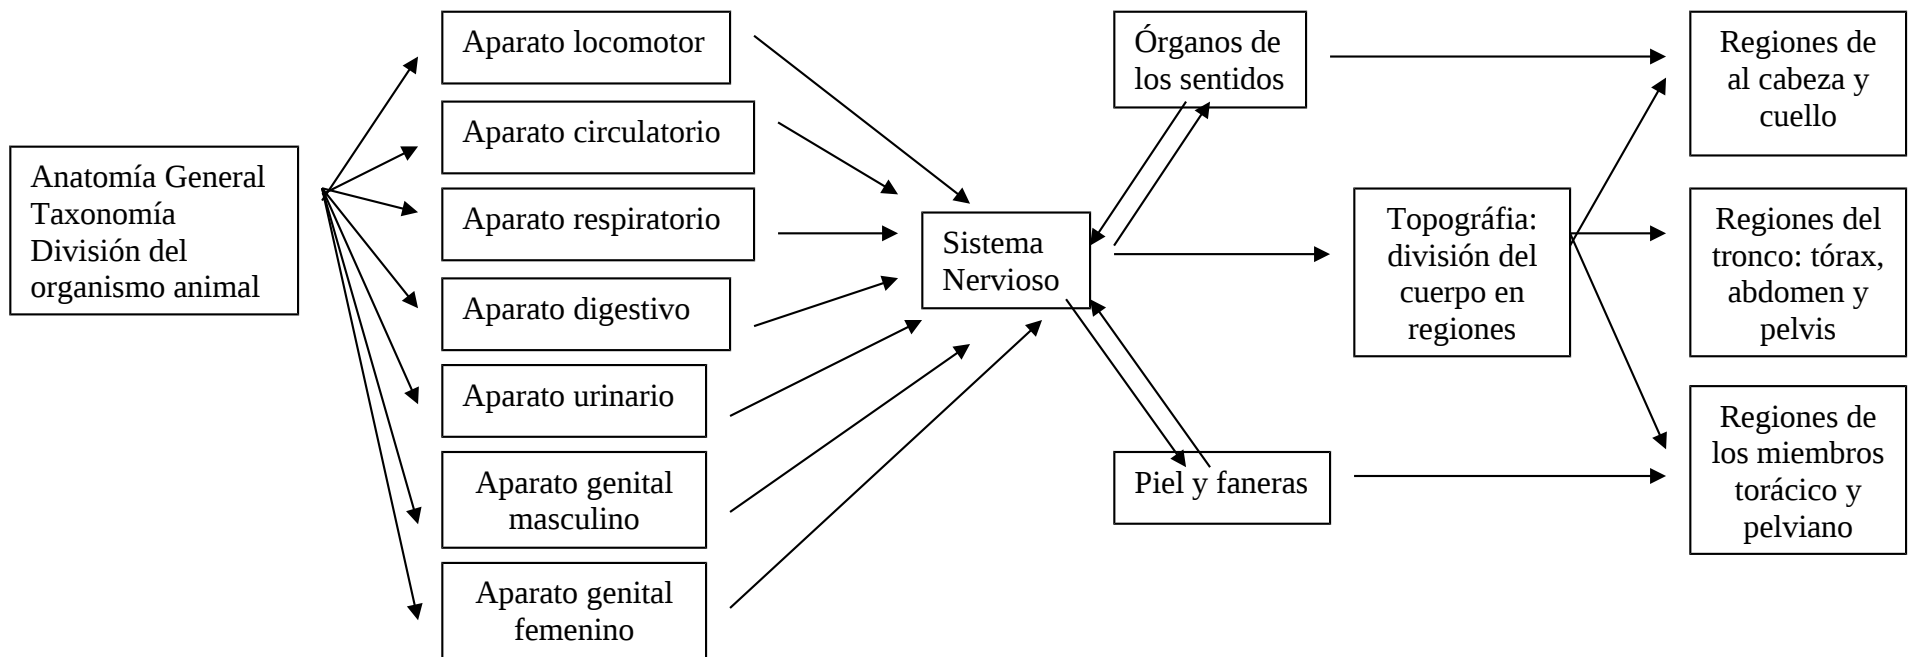 Anatomía General
Taxonomía
División del
organismo animal
Aparato locomotor
Aparato circulatorio
Aparato respiratorio
Aparato digestivo
Aparato urinario
Aparato genital
masculino
Aparato genital
femenino
Sistema
Nervioso
Órganos de
los sentidos
Topográfia:
división del
cuerpo en
regiones
Piel y faneras
Regiones de
al cabeza y
cuello
Regiones del
tronco: tórax,
abdomen y
pelvis
Regiones de
los miembros
torácico y
pelviano